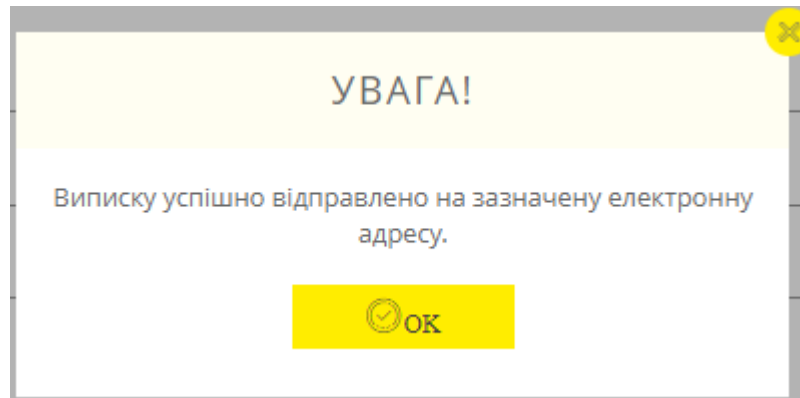 УВАГА!
Виписку успішно відправлено на зазначену електронну
адресу.
OK